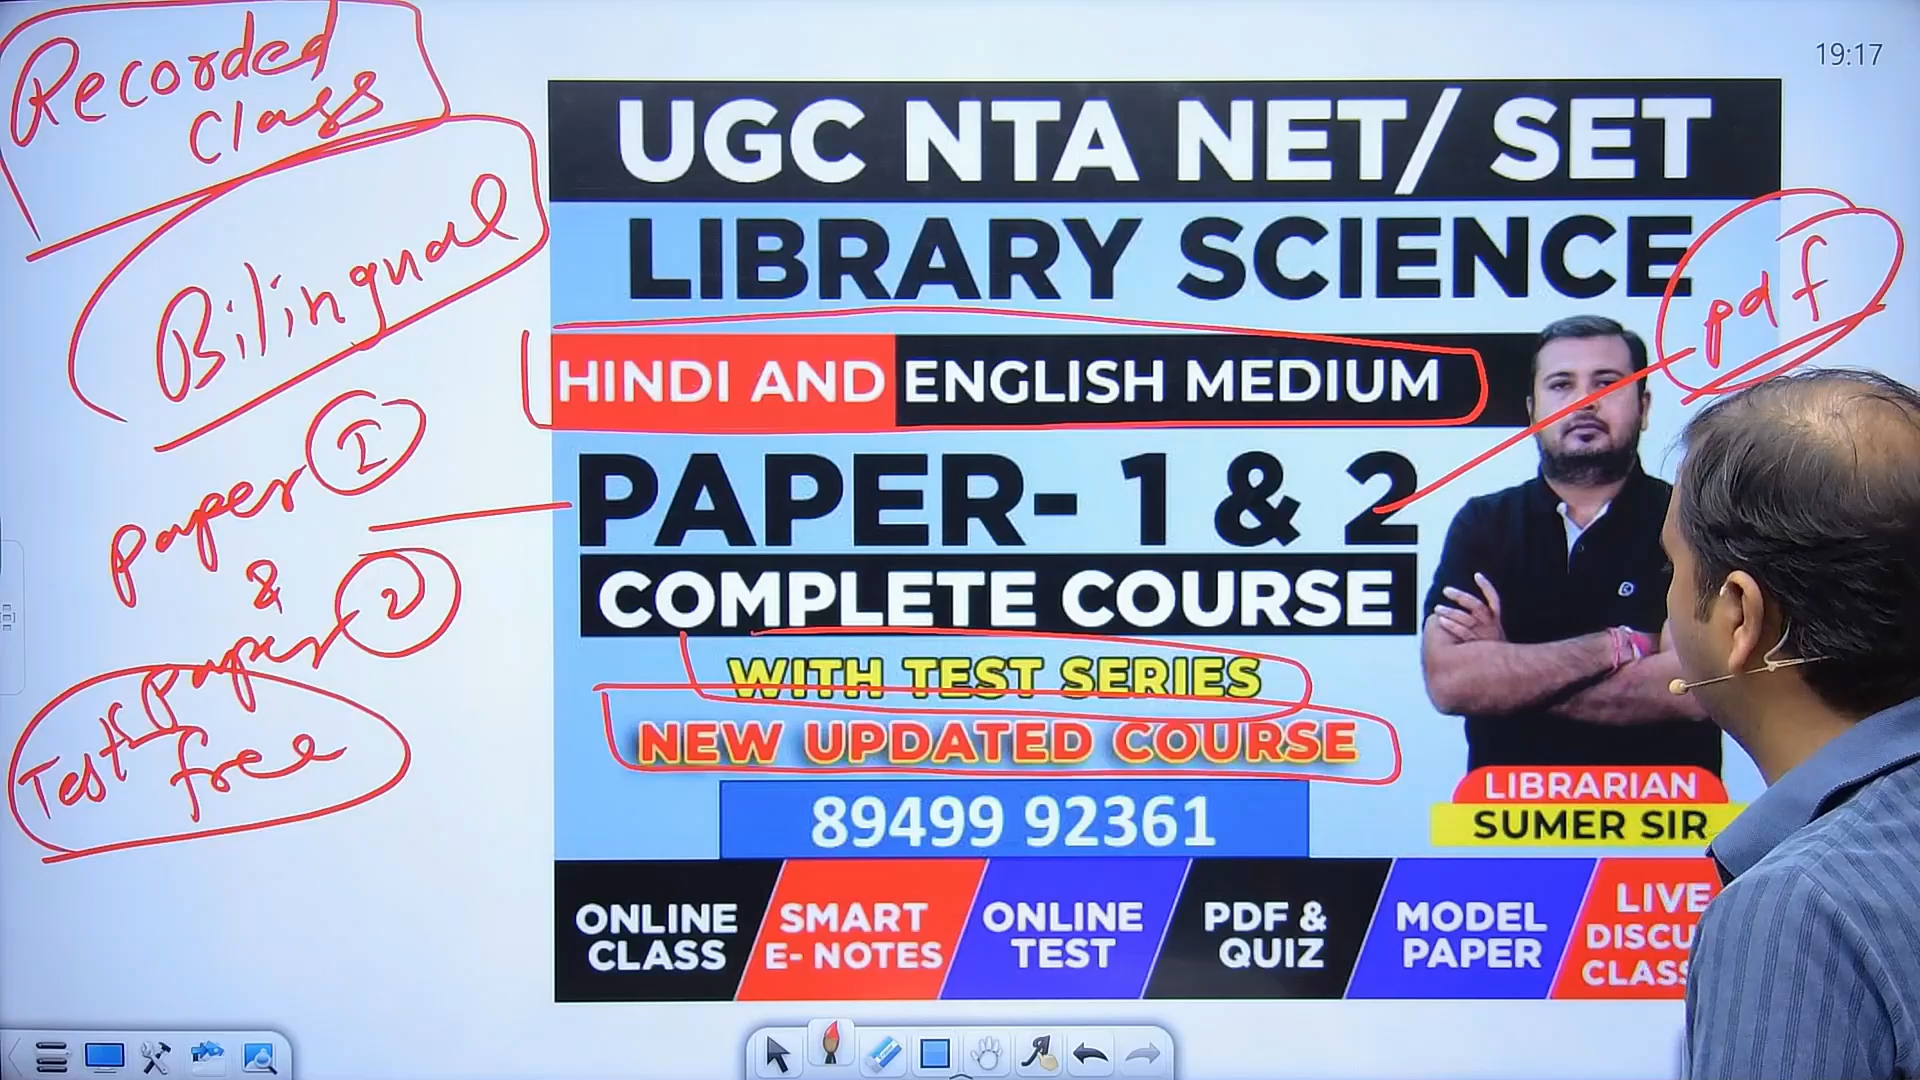 19:17
Recorded
Class
Bilingual
paper I
&
paper 2
Test
free
pdf
UGC NTA NET/ SET
LIBRARY SCIENCE
HINDI AND ENGLISH MEDIUM
PAPER- 1 & 2
COMPLETE COURSE
WITH TEST SERIES
NEW UPDATED COURSE
89499 92361
LIBRARIAN
SUMER SIR
ONLINE
CLASS
SMART
E- NOTES
ONLINE
TEST
PDF &
QUIZ
MODEL
PAPER
LIVE
DISCU
CLASS